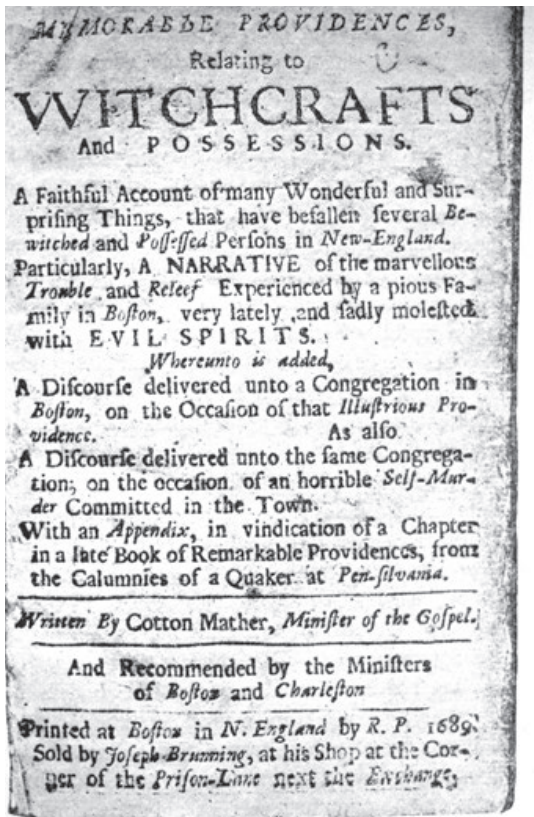 MEMORABLE PROVIDENCES,
Relating to
WITCHCRAFTS
And POSSESSIONS.
A Faithful Account of many Wonderful and Sur-
priſing Things, that have befallen ſeveral Be-
witched and Poſſeſſed Perſons in New-England.
Particularly, A NARRATIVE of the marvellous
Trouble and Releef Experienced by a pious Fa-
mily in Boſton, very lately and ſadly moleſted
with EVIL SPIRITS.
Whereunto is added,
A Diſcourſe delivered unto a Congregation in
Boſton, on the Occaſion of that Illuſtrious Pro-
vidence. As alſo
A Diſcourſe delivered unto the ſame Congrega-
tion; on the occaſion of an horrible Self-Mur-
der Committed in the Town.
With an Appendix, in vindication of a Chapter
in a late Book of Remarkable Providences, from
the Calumnies of a Quaker at Pen-ſilvania.
Written By Cotton Mather, Miniſter of the Goſpel.
And Recommended by the Miniſters
of Boſton and Charleſton
Printed at Boſton in N. England by R. P. 1689.
Sold by Joſeph Brunning, at his Shop at the Cor-
ner of the Priſon-Lane next the Exchange,